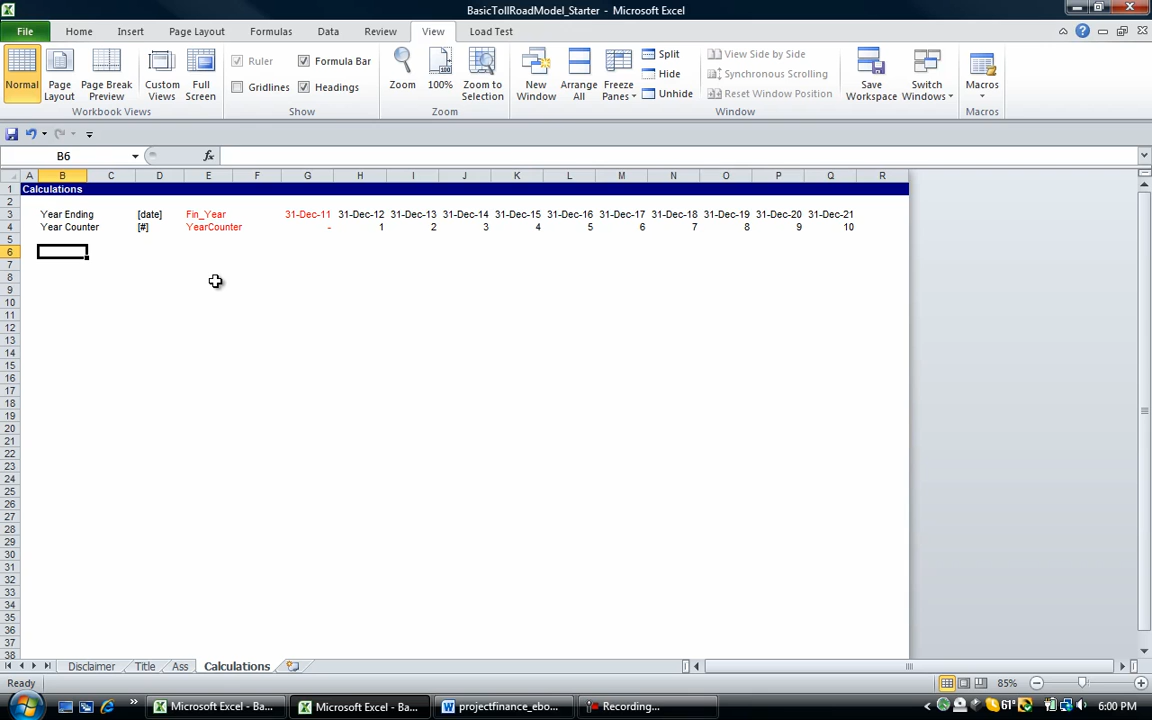 BasicTollRoadModel_Starter - Microsoft Excel
File Home Insert Page Layout Formulas Data Review View Load Test
Normal Page Layout Page Break Preview Custom Views Full Screen
Ruler Formula Bar
Gridlines Headings
Zoom 100% Zoom to Selection
New Window Arrange All Freeze Panes
Split
Hide
Unhide
View Side by Side
Synchronous Scrolling
Reset Window Position
Save Workspace Switch Windows Macros
Workbook Views Show Zoom Window Macros
B6 fx
A B C D E F G H I J K L M N O P Q R
1 Calculations
2
3 Year Ending [date] Fin_Year 31-Dec-11 31-Dec-12 31-Dec-13 31-Dec-14 31-Dec-15 31-Dec-16 31-Dec-17 31-Dec-18 31-Dec-19 31-Dec-20 31-Dec-21
4 Year Counter [#] YearCounter - 1 2 3 4 5 6 7 8 9 10
5
6
7
8
9
10
11
12
13
14
15
16
17
18
19
20
21
22
23
24
25
26
27
28
29
30
31
32
33
34
35
36
37
38
Disclaimer Title Ass Calculations
Ready 85%
Microsoft Excel - Ba... Microsoft Excel - Ba... projectfinance_ebo... Recording... 61° 6:00 PM